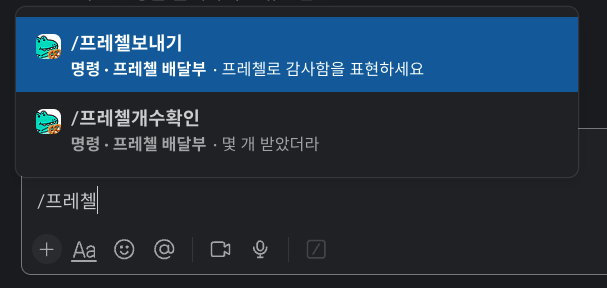 /프레첼보내기
명령 · 프레첼 배달부 · 프레첼로 감사함을 표현하세요
/프레첼개수확인
명령 · 프레첼 배달부 · 몇 개 받았더라
/프레첼
Aa